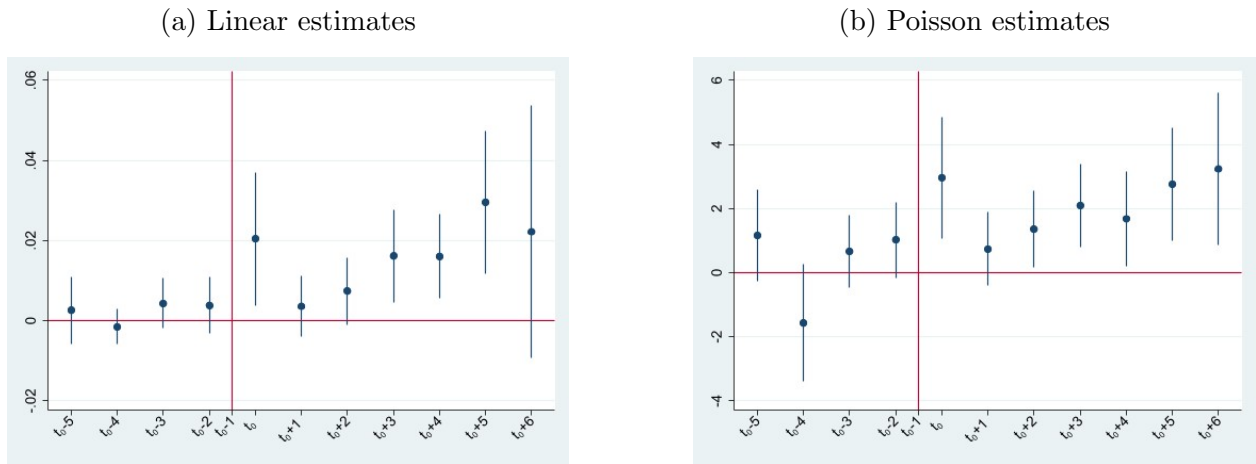 (a) Linear estimates
.06
.04
.02
0
-.02
t₀-5 t₀-4 t₀-3 t₀-2 t₀-1 t₀ t₀+1 t₀+2 t₀+3 t₀+4 t₀+5 t₀+6
(b) Poisson estimates
6
4
2
0
-2
-4
t₀-5 t₀-4 t₀-3 t₀-2 t₀-1 t₀ t₀+1 t₀+2 t₀+3 t₀+4 t₀+5 t₀+6